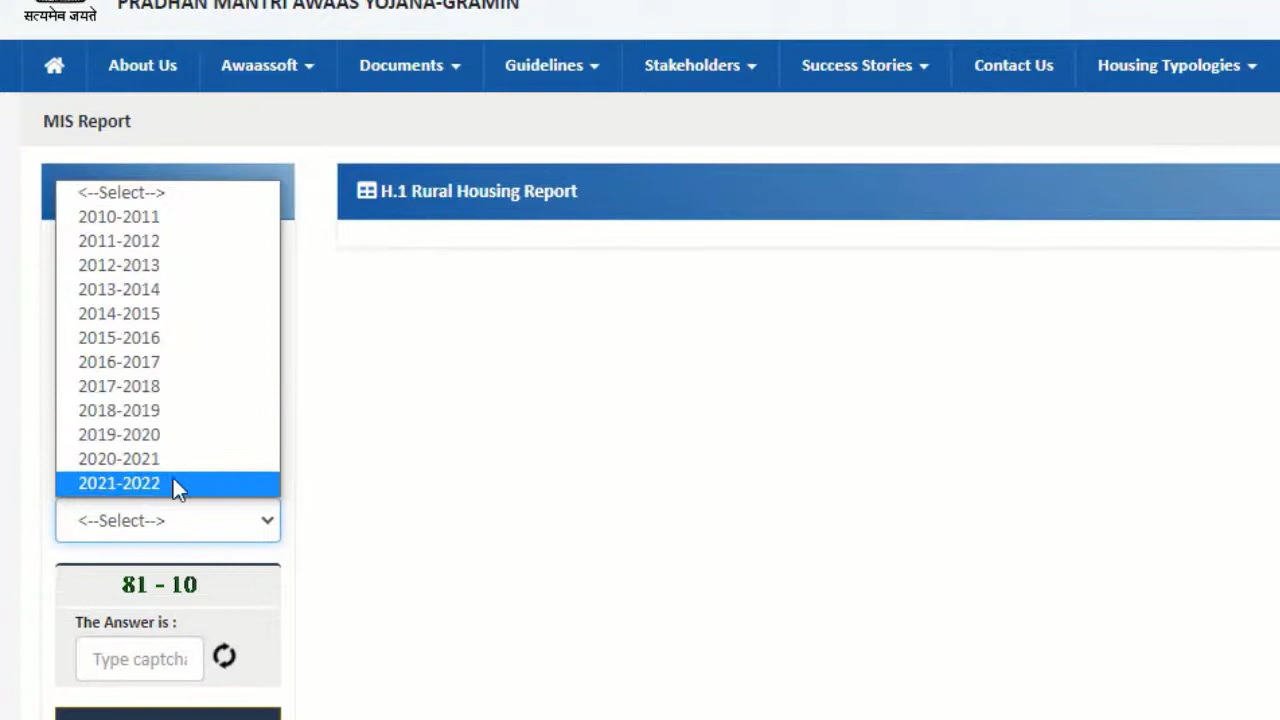 PRADHAN MANTRI AWAAS YOJANA-GRAMIN
सत्यमेव जयते
About Us
Awaassoft
Documents
Guidelines
Stakeholders
Success Stories
Contact Us
Housing Typologies
MIS Report
H.1 Rural Housing Report
<--Select-->
2010-2011
2011-2012
2012-2013
2013-2014
2014-2015
2015-2016
2016-2017
2017-2018
2018-2019
2019-2020
2020-2021
2021-2022
<--Select-->
81 - 10
The Answer is :
Type captcha